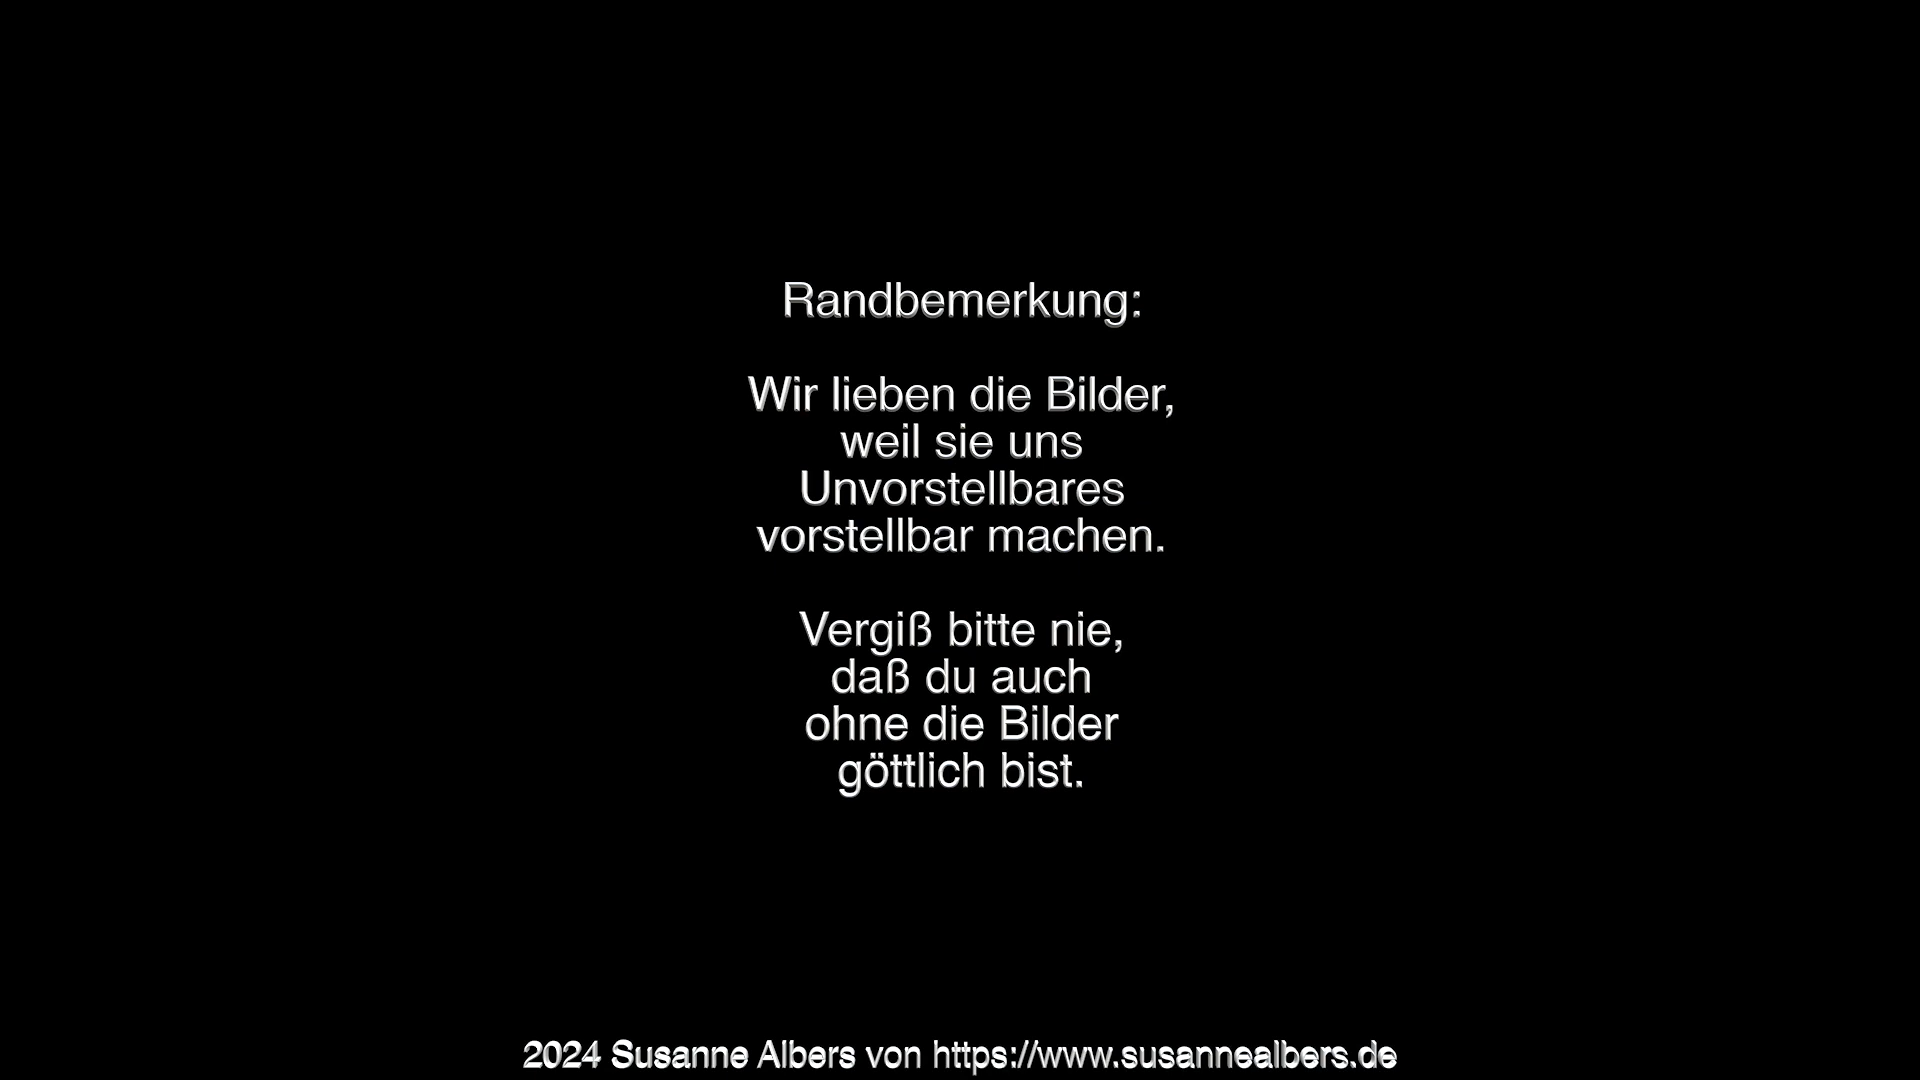 Randbemerkung:
Wir lieben die Bilder,
weil sie uns
Unvorstellbares
vorstellbar machen.
Vergiß bitte nie,
daß du auch
ohne die Bilder
göttlich bist.
2024 Susanne Albers von https://www.susannealbers.de